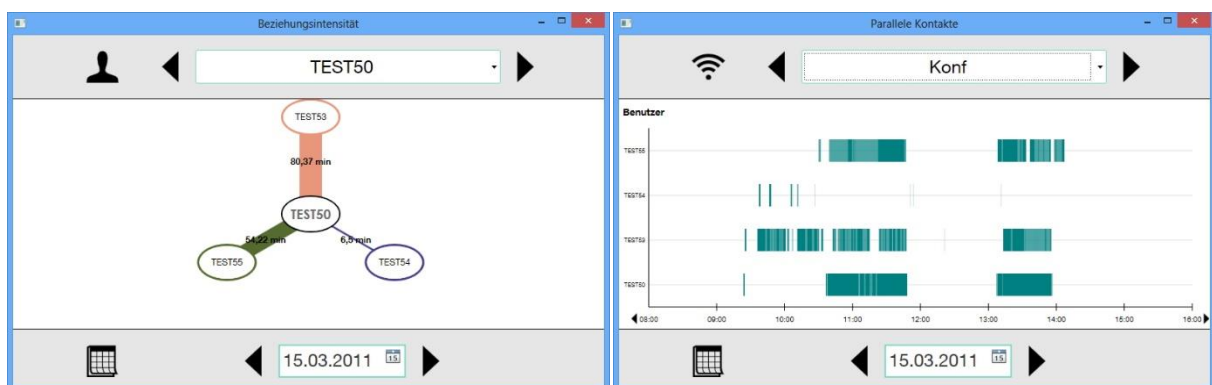 Beziehungsintensität
TEST50
TEST53
80,37 min
TEST50
54,22 min
6,5 min
TEST55
TEST54
15.03.2011
15
Parallele Kontakte
Konf
Benutzer
TEST55
TEST54
TEST53
TEST50
08:00 09:00 10:00 11:00 12:00 13:00 14:00 15:00 16:00
15.03.2011
15